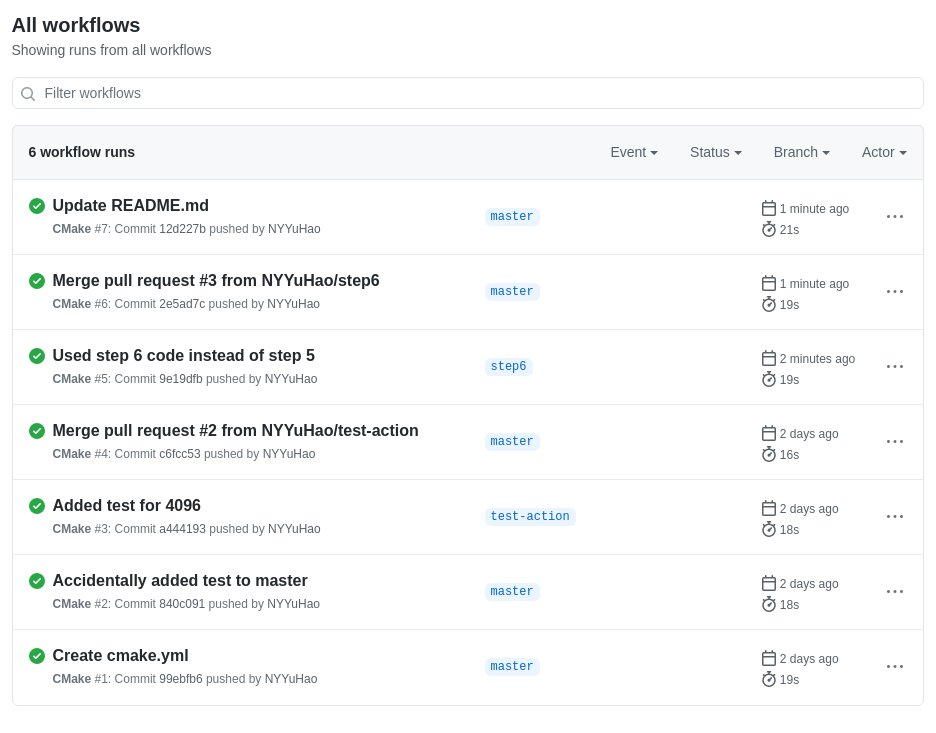 All workflows
Showing runs from all workflows
Filter workflows
6 workflow runs Event Status Branch Actor
Update README.md
CMake #7: Commit 12d227b pushed by NYYuHao
master
1 minute ago
21s
Merge pull request #3 from NYYuHao/step6
CMake #6: Commit 2e5ad7c pushed by NYYuHao
master
1 minute ago
19s
Used step 6 code instead of step 5
CMake #5: Commit 9e19dfb pushed by NYYuHao
step6
2 minutes ago
19s
Merge pull request #2 from NYYuHao/test-action
CMake #4: Commit c6fcc53 pushed by NYYuHao
master
2 days ago
16s
Added test for 4096
CMake #3: Commit a444193 pushed by NYYuHao
test-action
2 days ago
18s
Accidentally added test to master
CMake #2: Commit 840c091 pushed by NYYuHao
master
2 days ago
18s
Create cmake.yml
CMake #1: Commit 99ebfb6 pushed by NYYuHao
master
2 days ago
19s